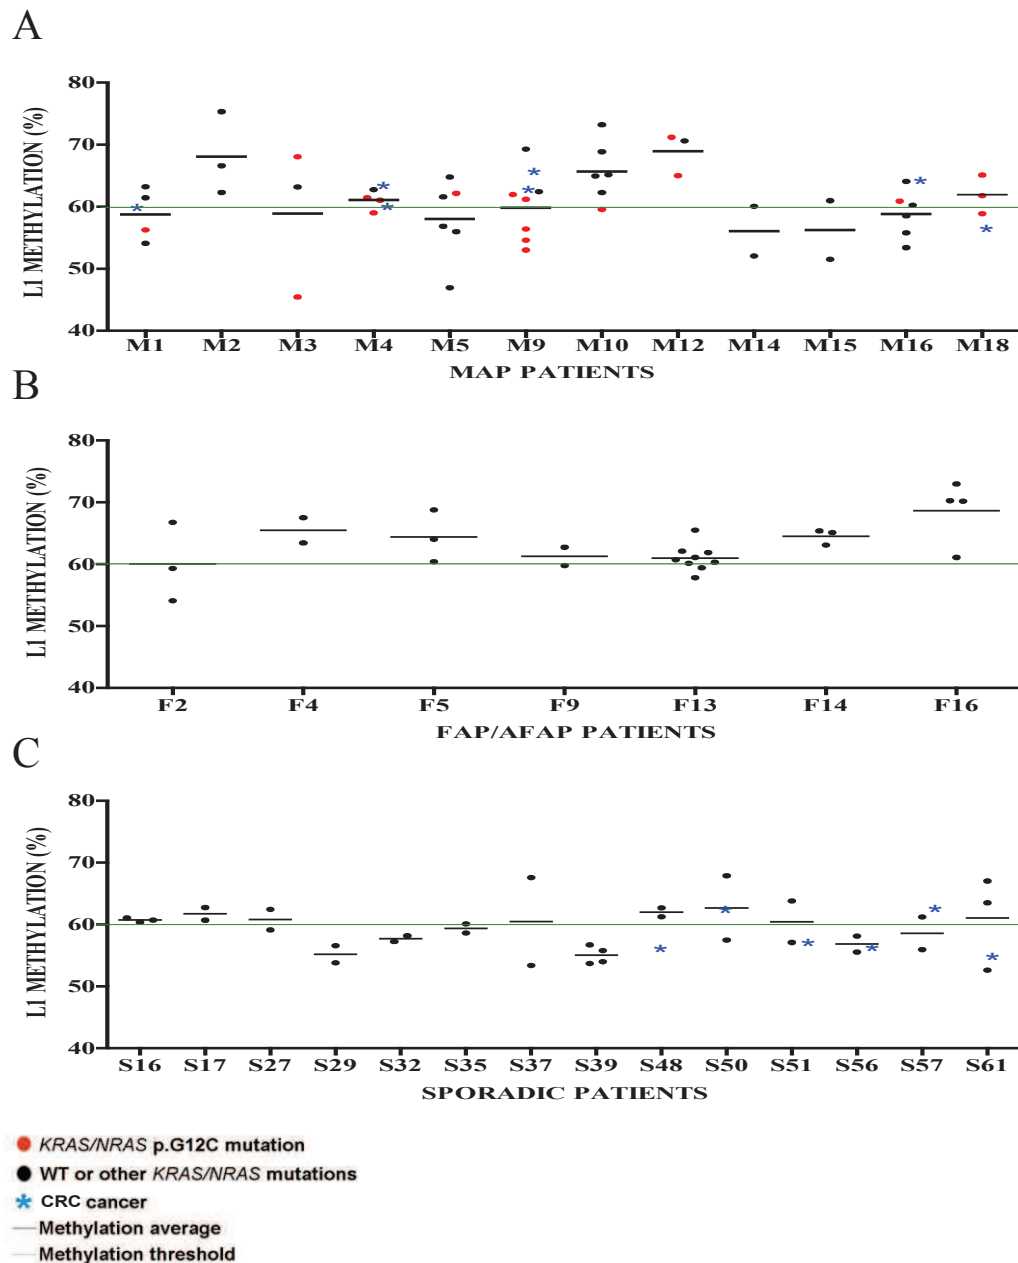 A
L1 METHYLATION (%)
80
70
60
50
40
M1 M2 M3 M4 M5 M9 M10 M12 M14 M15 M16 M18
MAP PATIENTS
B
L1 METHYLATION (%)
80
70
60
50
40
F2 F4 F5 F9 F13 F14 F16
FAP/AFAP PATIENTS
C
L1 METHYLATION (%)
80
70
60
50
40
S16 S17 S27 S29 S32 S35 S37 S39 S48 S50 S51 S56 S57 S61
SPORADIC PATIENTS
KRAS/NRAS p.G12C mutation
WT or other KRAS/NRAS mutations
CRC cancer
Methylation average
Methylation threshold